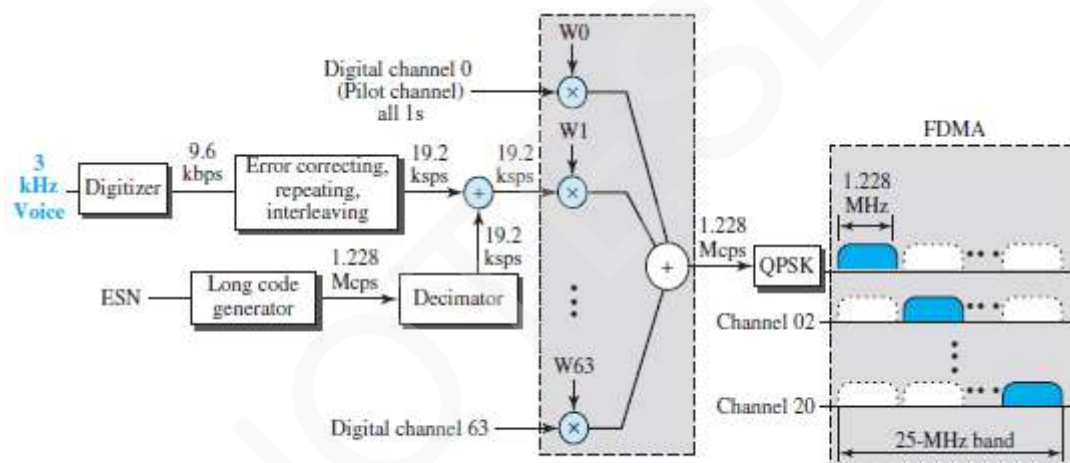 W0
Digital channel 0
(Pilot channel)
all 1s
×
W1
FDMA
3
kHz
Voice
Digitizer
9.6
kbps
Error correcting,
repeating,
interleaving
19.2
ksps
+
19.2
ksps
×
1.228
MHz
19.2
ksps
1.228
Mcps
+
QPSK
ESN
Long code
generator
1.228
Mcps
Decimator
Channel 02
W63
Digital channel 63
×
Channel 20
25-MHz band